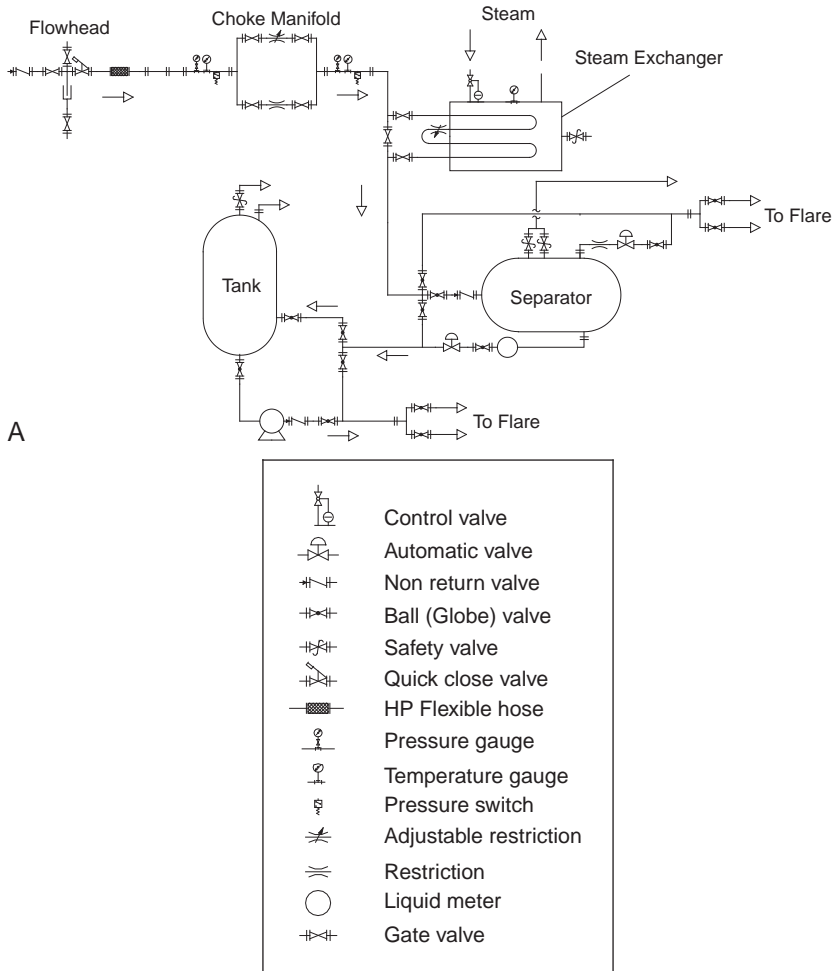 Steam
Flowhead
Choke Manifold
Steam Exchanger
To Flare
Tank
Separator
To Flare
A
Control valve
Automatic valve
Non return valve
Ball (Globe) valve
Safety valve
Quick close valve
HP Flexible hose
Pressure gauge
Temperature gauge
Pressure switch
Adjustable restriction
Restriction
Liquid meter
Gate valve